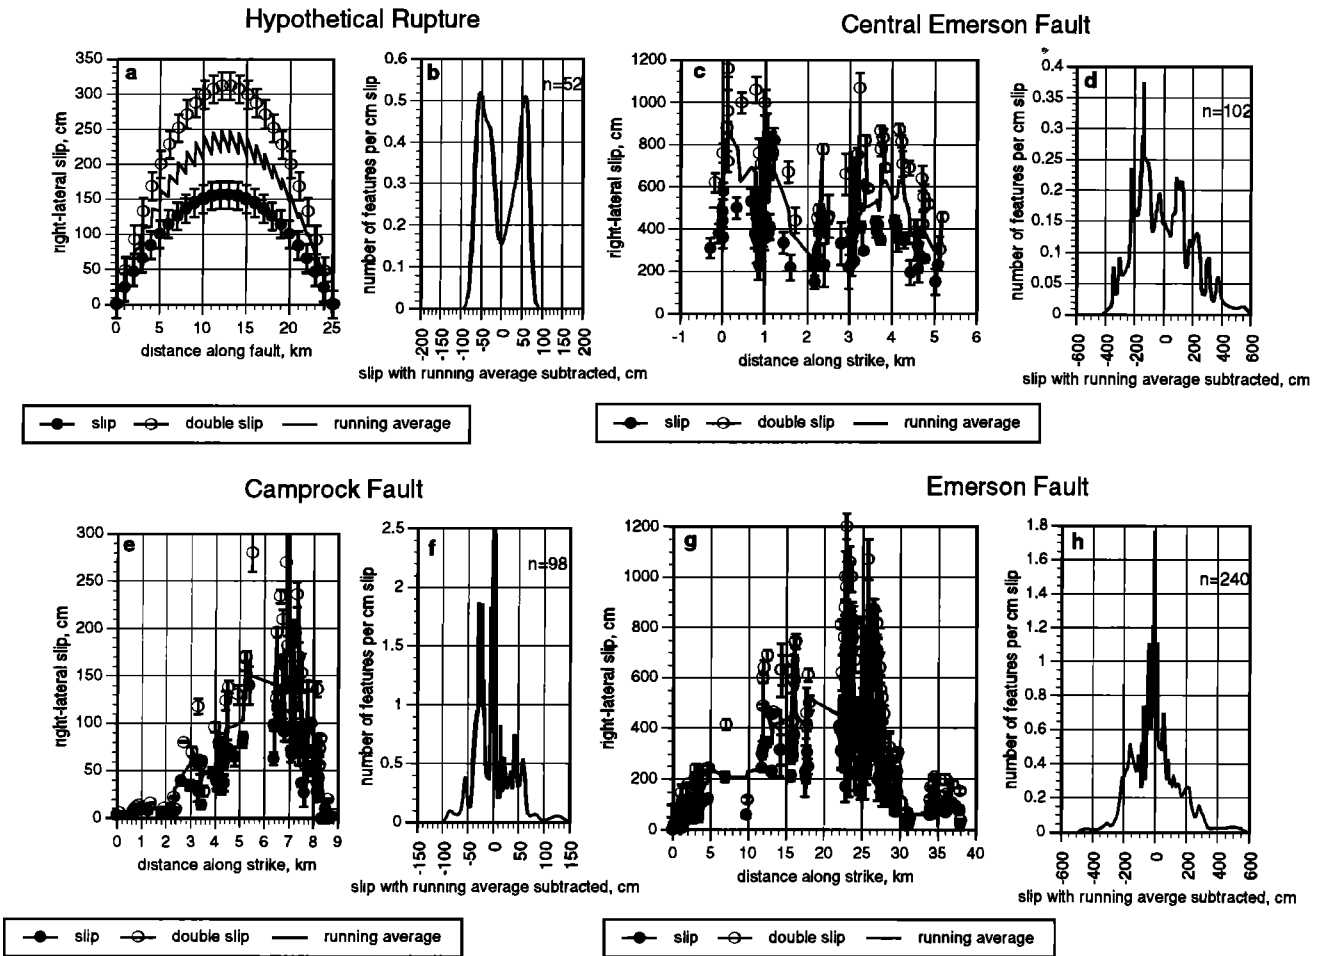 Hypothetical Rupture
Central Emerson Fault
a
350
300
250
200
150
100
50
0
right-lateral slip, cm
0 5 10 15 20 25
distance along fault, km
b
n=52
0.6
0.5
0.4
0.3
0.2
0.1
0
number of features per cm slip
-200 -150 -100 -50 0 50 100 150 200
slip with running average subtracted, cm
c
1200
1000
800
600
400
200
0
right-lateral slip, cm
-1 0 1 2 3 4 5 6
distance along strike, km
d
n=102
0.4
0.35
0.3
0.25
0.2
0.15
0.1
0.05
0
number of features per cm slip
-600 -400 -200 0 200 400 600
slip with running average subtracted, cm
slip double slip running average
slip double slip running average
Camprock Fault
Emerson Fault
e
300
250
200
150
100
50
0
right-lateral slip, cm
0 1 2 3 4 5 6 7 8 9
distance along strike, km
f
n=98
2.5
2
1.5
1
0.5
0
number of features per cm slip
-150 -100 -50 0 50 100 150
slip with running average subtracted, cm
g
1200
1000
800
600
400
200
0
right-lateral slip, cm
0 5 10 15 20 25 30 35 40
distance along strike, km
h
n=240
1.8
1.6
1.4
1.2
1
0.8
0.6
0.4
0.2
0
number of features per cm slip
-600 -400 -200 0 200 400 600
slip with running averge subtracted, cm
slip double slip running average
slip double slip running average